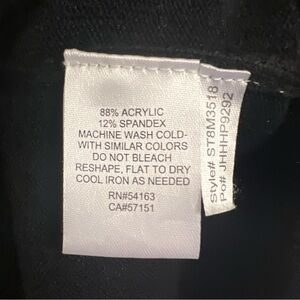 88% ACRYLIC
12% SPANDEX
MACHINE WASH COLD-
WITH SIMILAR COLORS
DO NOT BLEACH
RESHAPE, FLAT TO DRY
COOL IRON AS NEEDED
RN#54163
CA#57151
Style# ST8M3518
Po# JHHHP9292